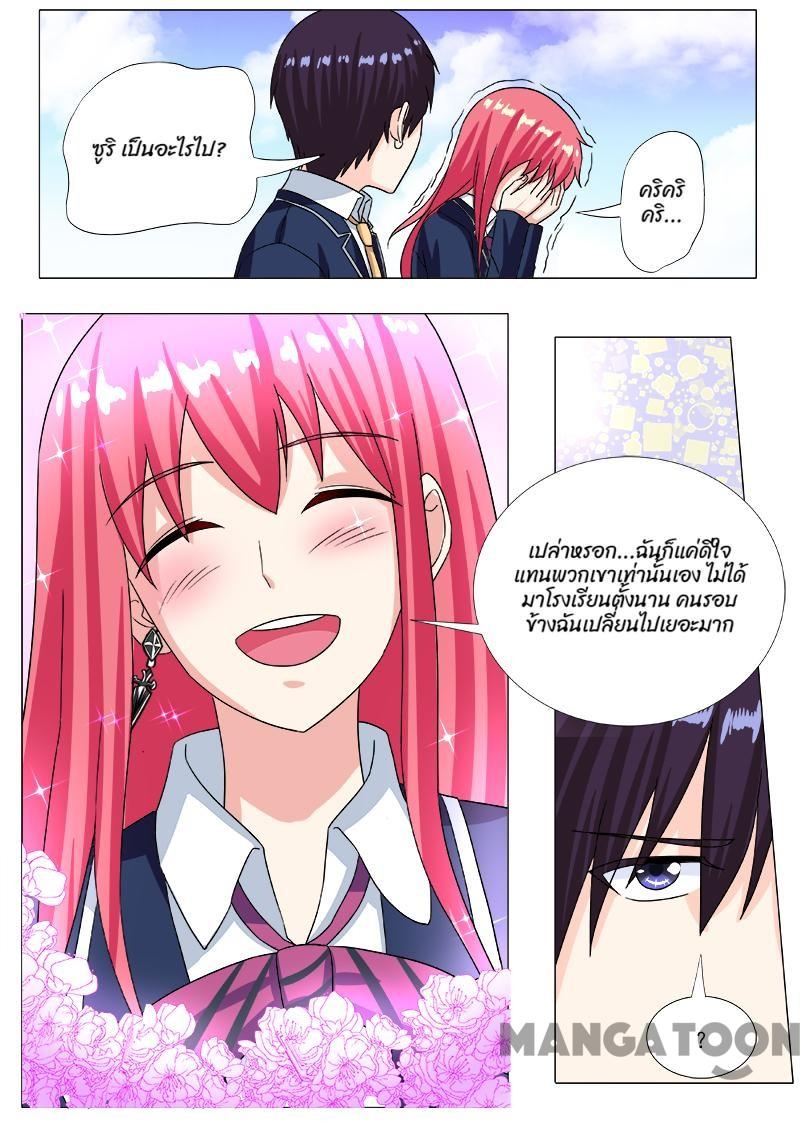 ซูริ เป็นอะไรไป?
คริคริ
คริ...
เปล่าหรอก...ฉันก็แค่ดีใจ
แทนพวกเขาเท่านั้นเอง ไม่ได้
มาโรงเรียนตั้งนาน คนรอบ
ข้างฉันเปลี่ยนไปเยอะมาก
?
MANGATOON